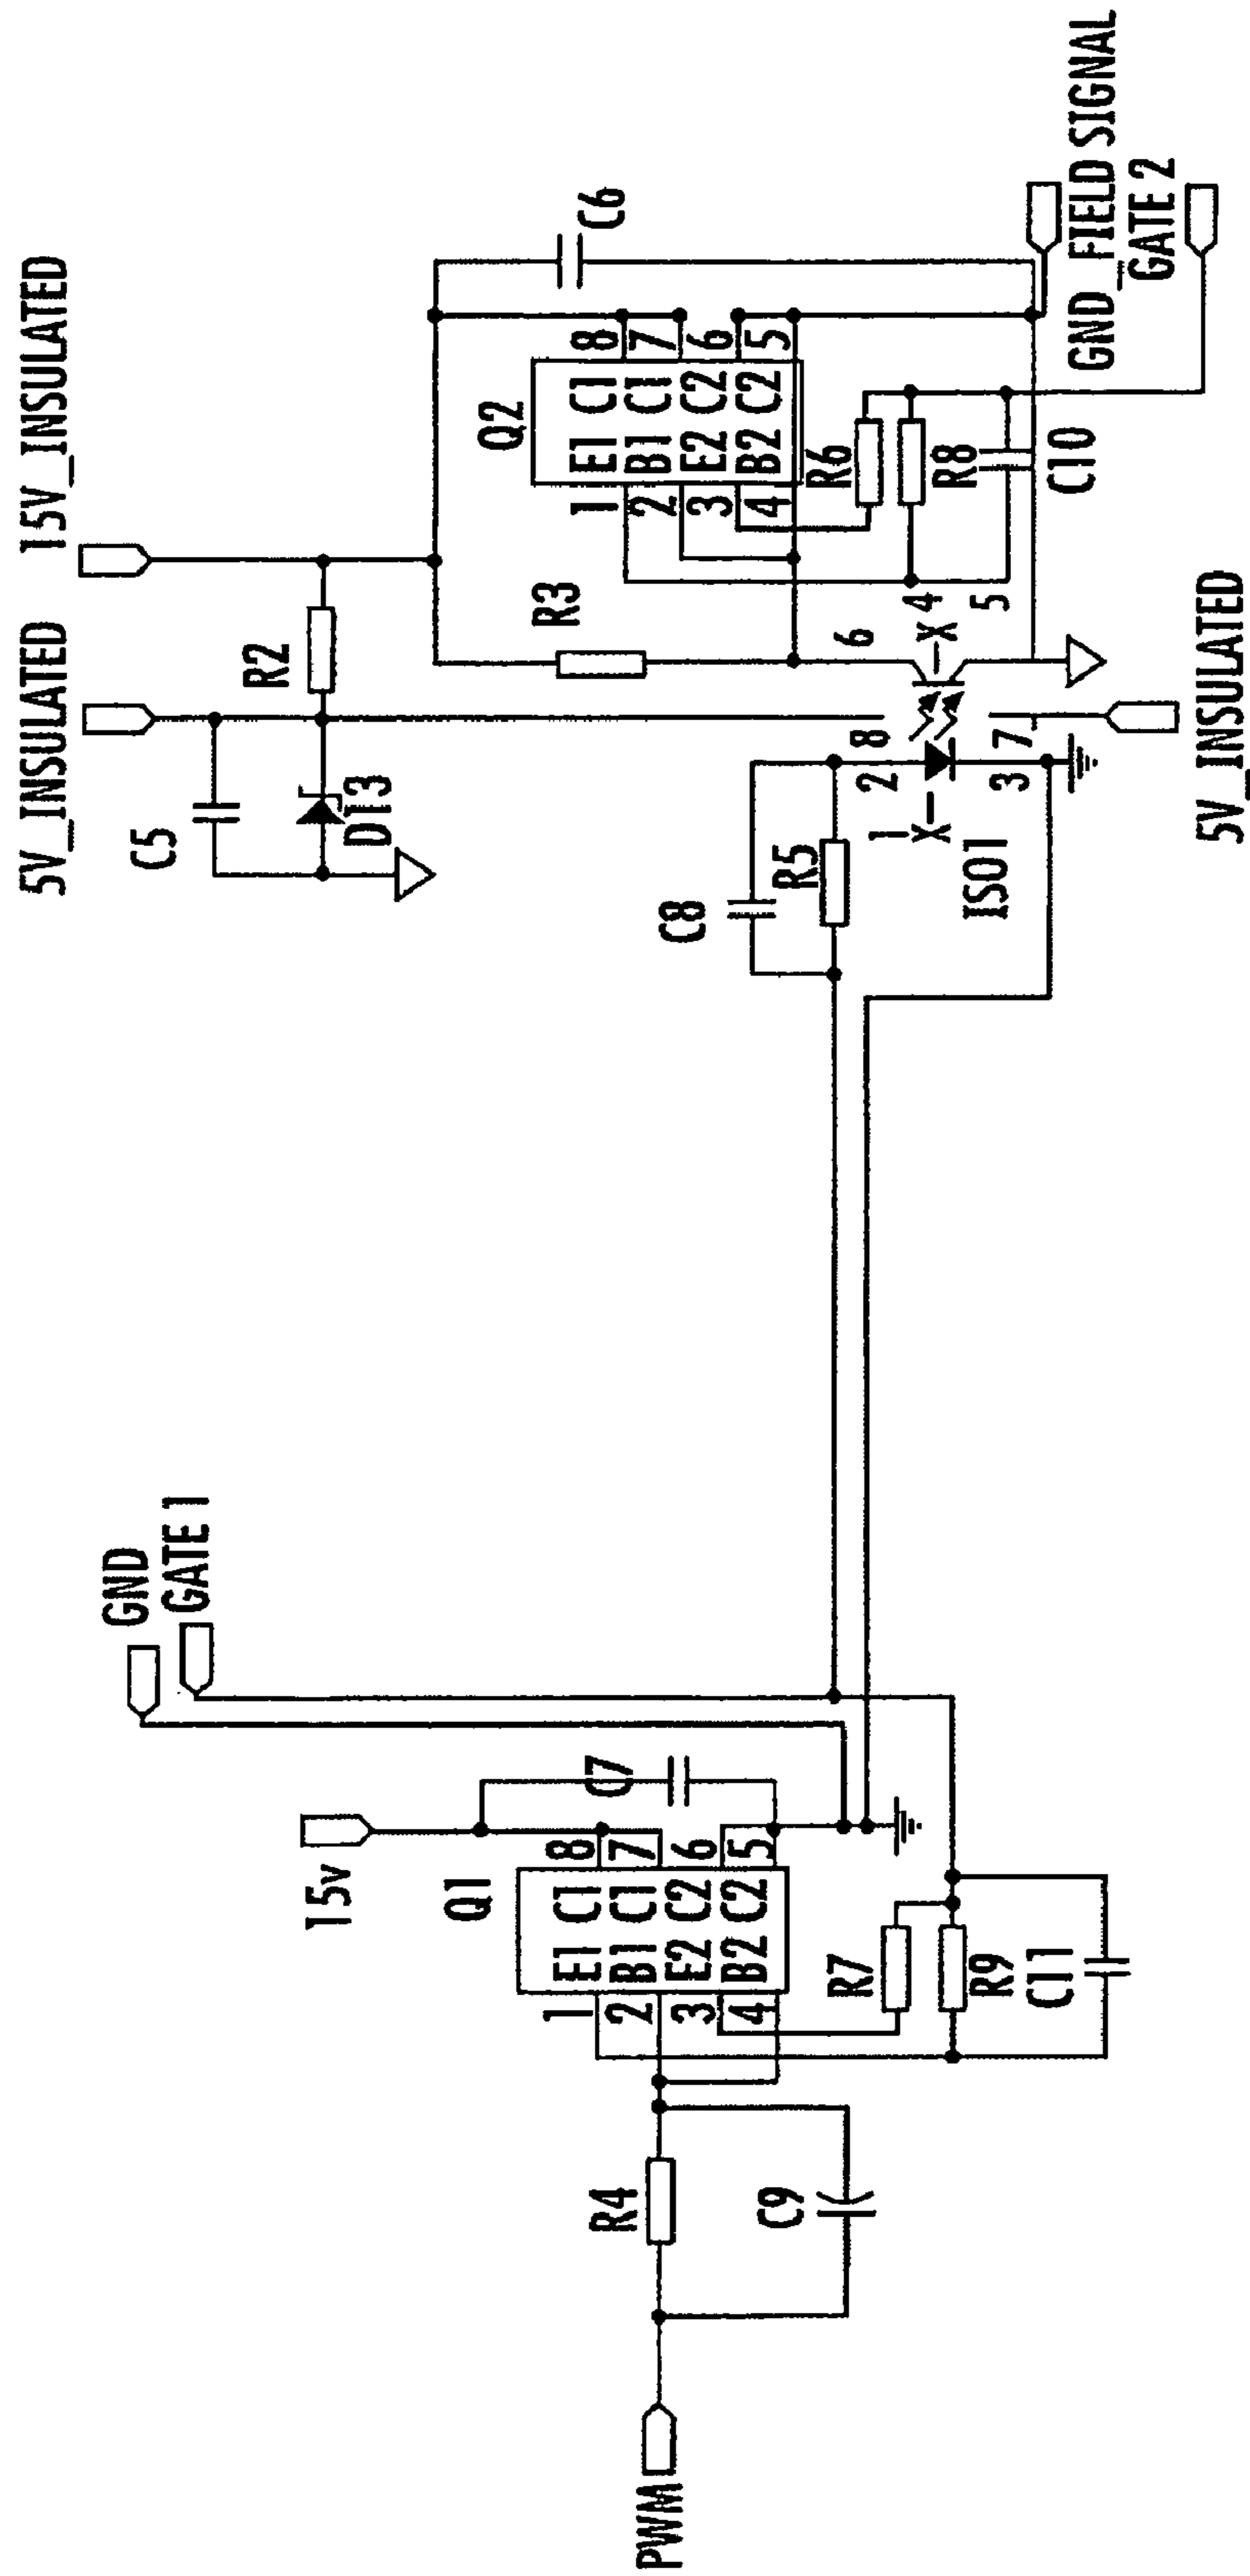 5V_INSULATED
15V_INSULATED
C5
R2
DT3
R3
Q2
1 E1 C1 8
2 B1 C1 7
3 E2 C2 6
4 B2 C2 5
C6
R6
R8
C10
GND_FIELD SIGNAL
GATE 2
C8
R5
8
2
1
X
ISO1
3
7
6
X
4
5
5V_INSULATED
GND
GATE 1
15v
Q1
1 E1 C1 8
2 B1 C1 7
3 E2 C2 6
4 B2 C2 5
C7
R7
R9
C11
R4
C9
PWM